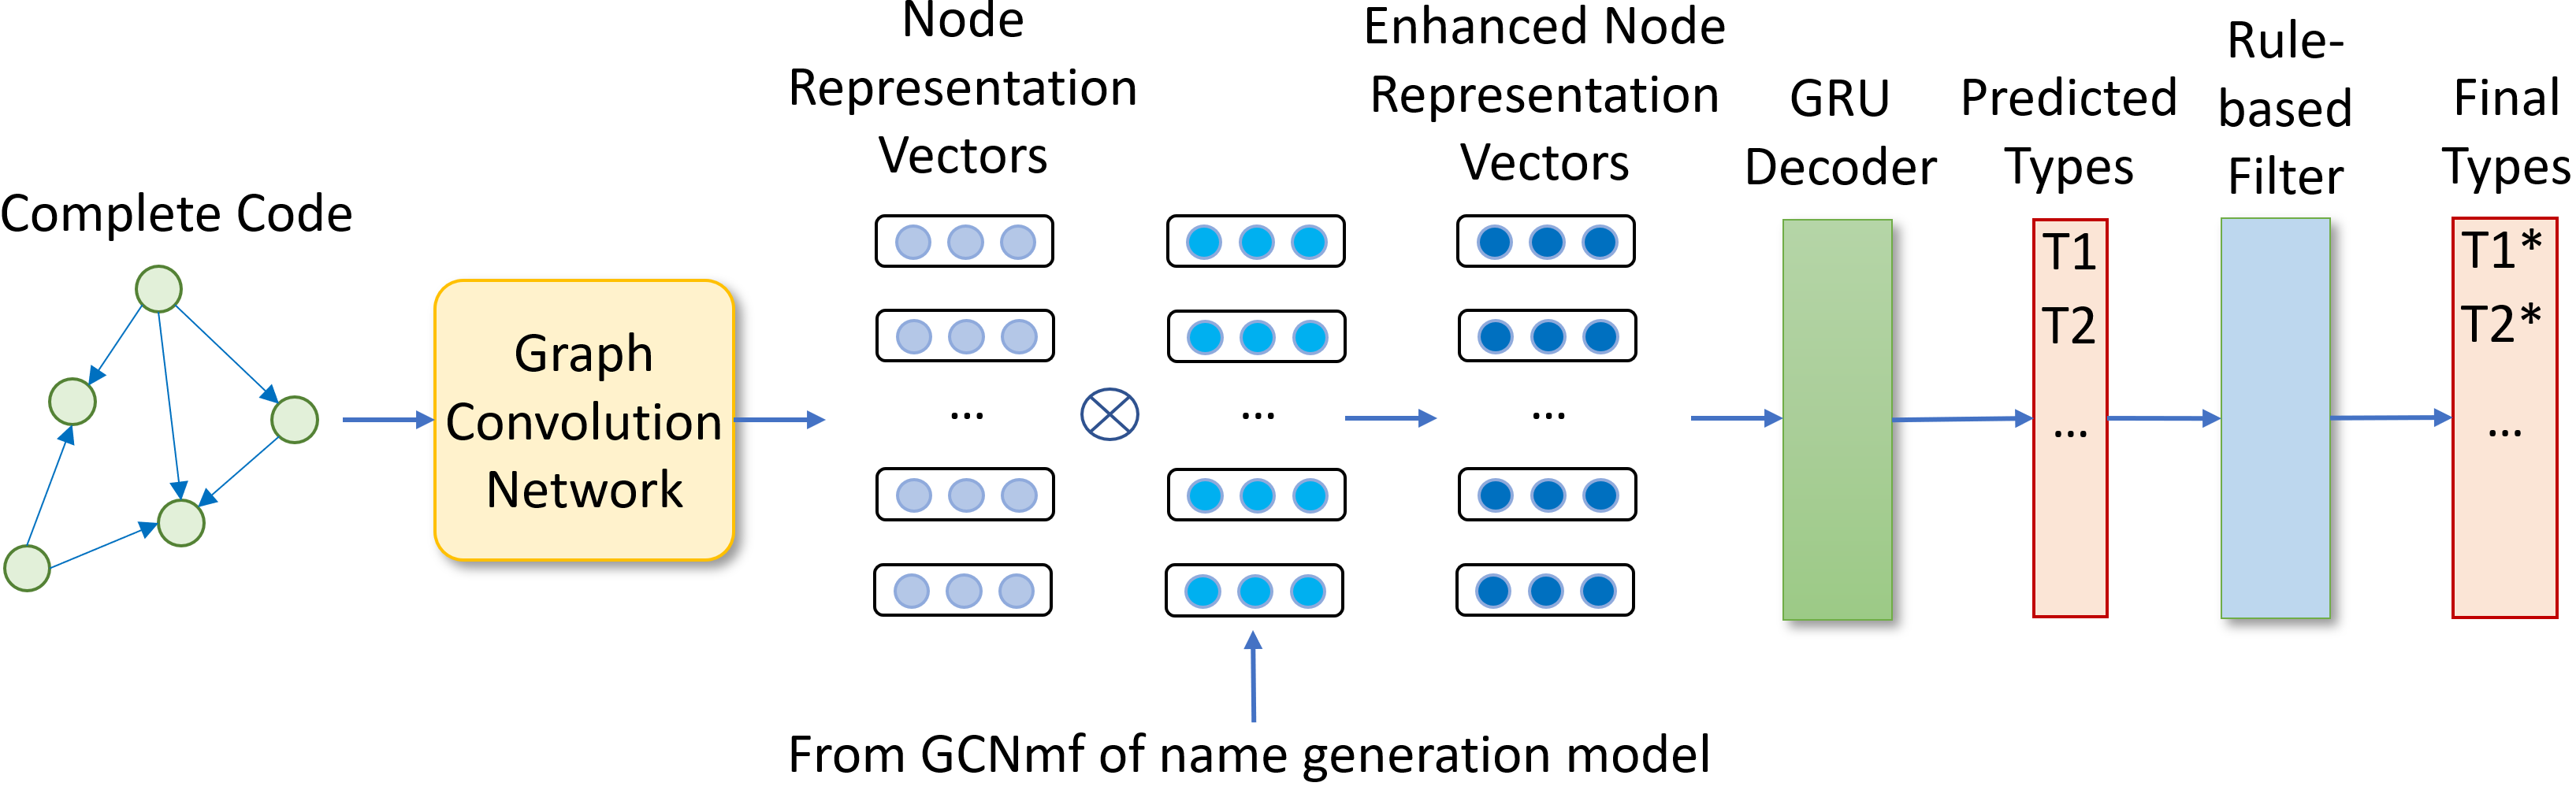 Complete Code
Graph
Convolution
Network
Node
Representation
Vectors
...
...
From GCNmf of name generation model
Enhanced Node
Representation
Vectors
...
GRU
Decoder
Predicted
Types
T1
T2
...
Rule-
based
Filter
Final
Types
T1*
T2*
...